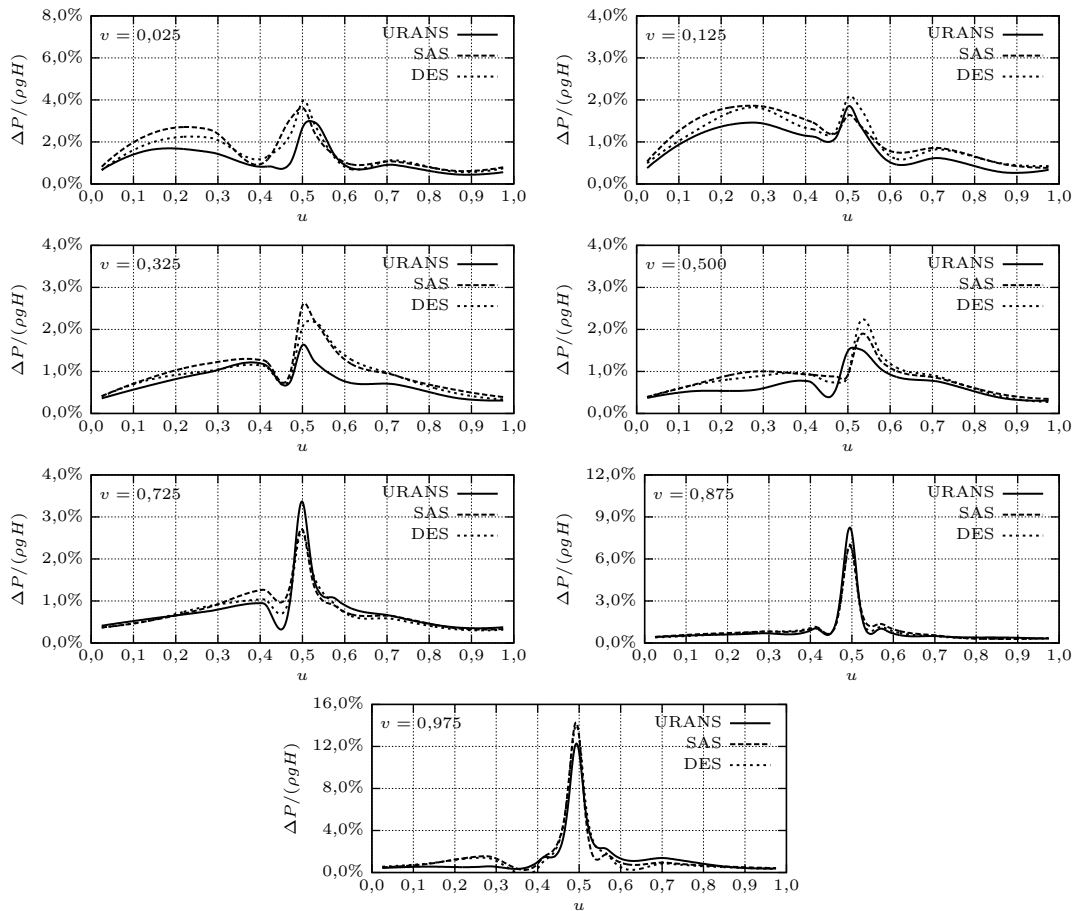 8,0%
6,0%
4,0%
2,0%
0,0%
ΔP/(ρgH)
v = 0,025
URANS
SAS
DES
0,0 0,1 0,2 0,3 0,4 0,5 0,6 0,7 0,8 0,9 1,0
u
4,0%
3,0%
2,0%
1,0%
0,0%
ΔP/(ρgH)
v = 0,125
URANS
SAS
DES
0,0 0,1 0,2 0,3 0,4 0,5 0,6 0,7 0,8 0,9 1,0
u
4,0%
3,0%
2,0%
1,0%
0,0%
ΔP/(ρgH)
v = 0,325
URANS
SAS
DES
0,0 0,1 0,2 0,3 0,4 0,5 0,6 0,7 0,8 0,9 1,0
u
4,0%
3,0%
2,0%
1,0%
0,0%
ΔP/(ρgH)
v = 0,500
URANS
SAS
DES
0,0 0,1 0,2 0,3 0,4 0,5 0,6 0,7 0,8 0,9 1,0
u
4,0%
3,0%
2,0%
1,0%
0,0%
ΔP/(ρgH)
v = 0,725
URANS
SAS
DES
0,0 0,1 0,2 0,3 0,4 0,5 0,6 0,7 0,8 0,9 1,0
u
12,0%
9,0%
6,0%
3,0%
0,0%
ΔP/(ρgH)
v = 0,875
URANS
SAS
DES
0,0 0,1 0,2 0,3 0,4 0,5 0,6 0,7 0,8 0,9 1,0
u
16,0%
12,0%
8,0%
4,0%
0,0%
ΔP/(ρgH)
v = 0,975
URANS
SAS
DES
0,0 0,1 0,2 0,3 0,4 0,5 0,6 0,7 0,8 0,9 1,0
u